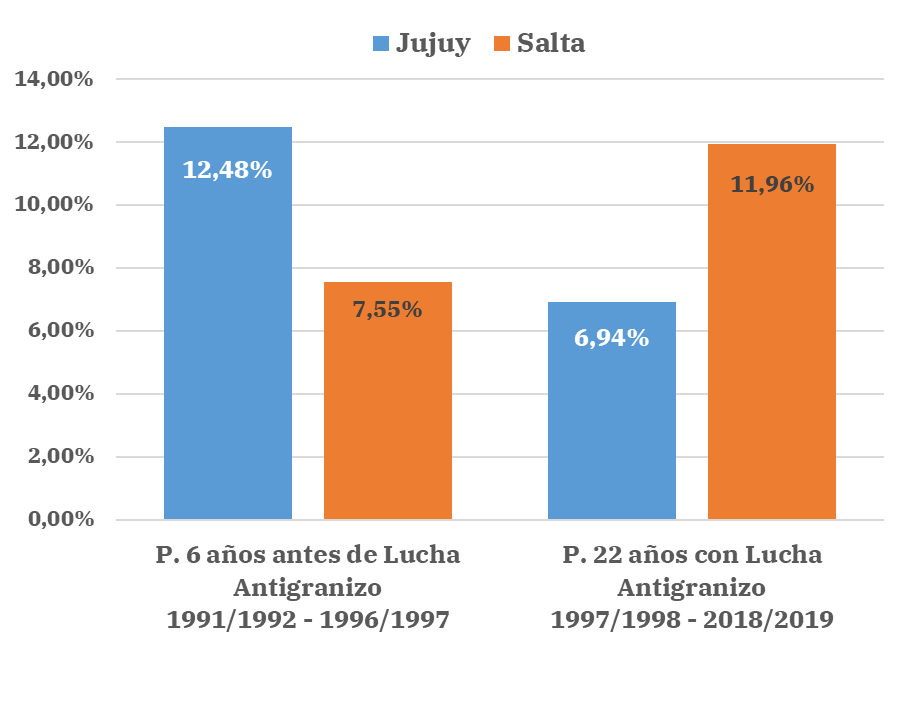 Jujuy Salta
14,00%
12,00%
10,00%
8,00%
6,00%
4,00%
2,00%
0,00%
12,48%
7,55%
6,94%
11,96%
P. 6 años antes de Lucha
Antigranizo
1991/1992 - 1996/1997
P. 22 años con Lucha
Antigranizo
1997/1998 - 2018/2019